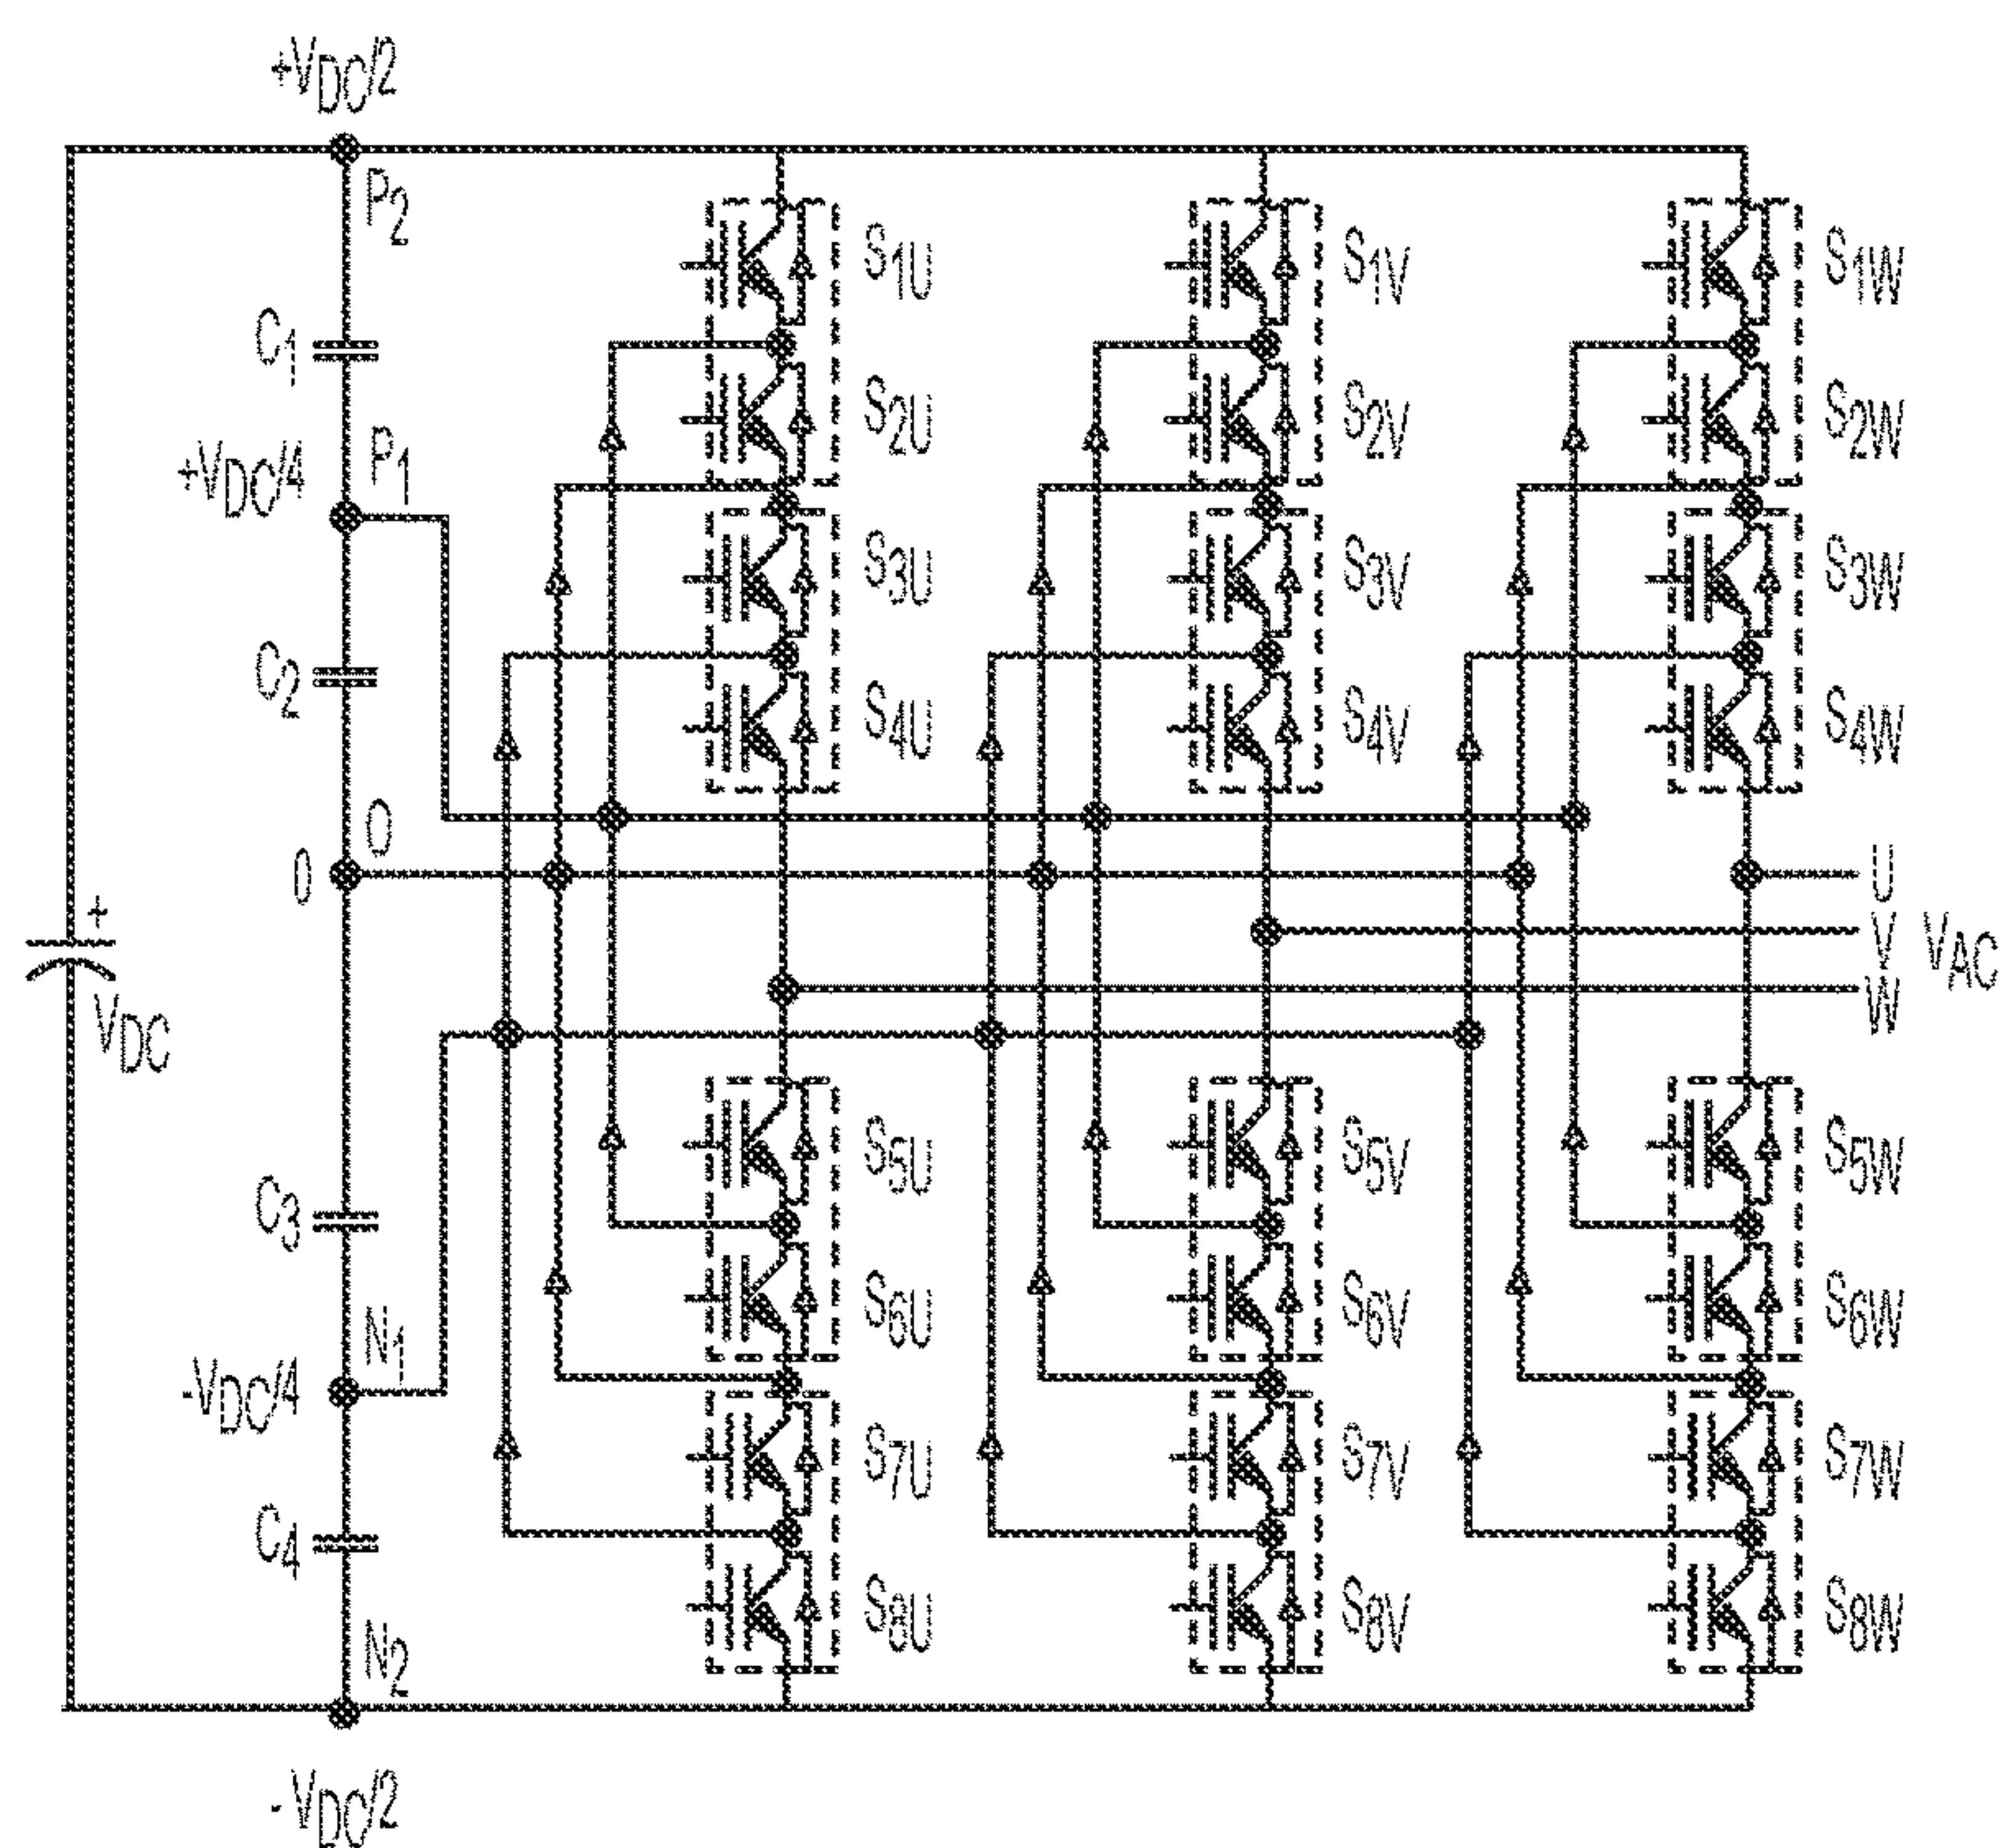 +VDC/2
P2
S1U S1V S1W
C1
S2U S2V S2W
+VDC/4 P1
S3U S3V S3W
C2
S4U S4V S4W
O
0
U
+
V VAC
W
VDC
S5U S5V S5W
C3
S6U S6V S6W
N1
-VDC/4
S7U S7V S7W
C4
S8U S8V S8W
N2
-VDC/2